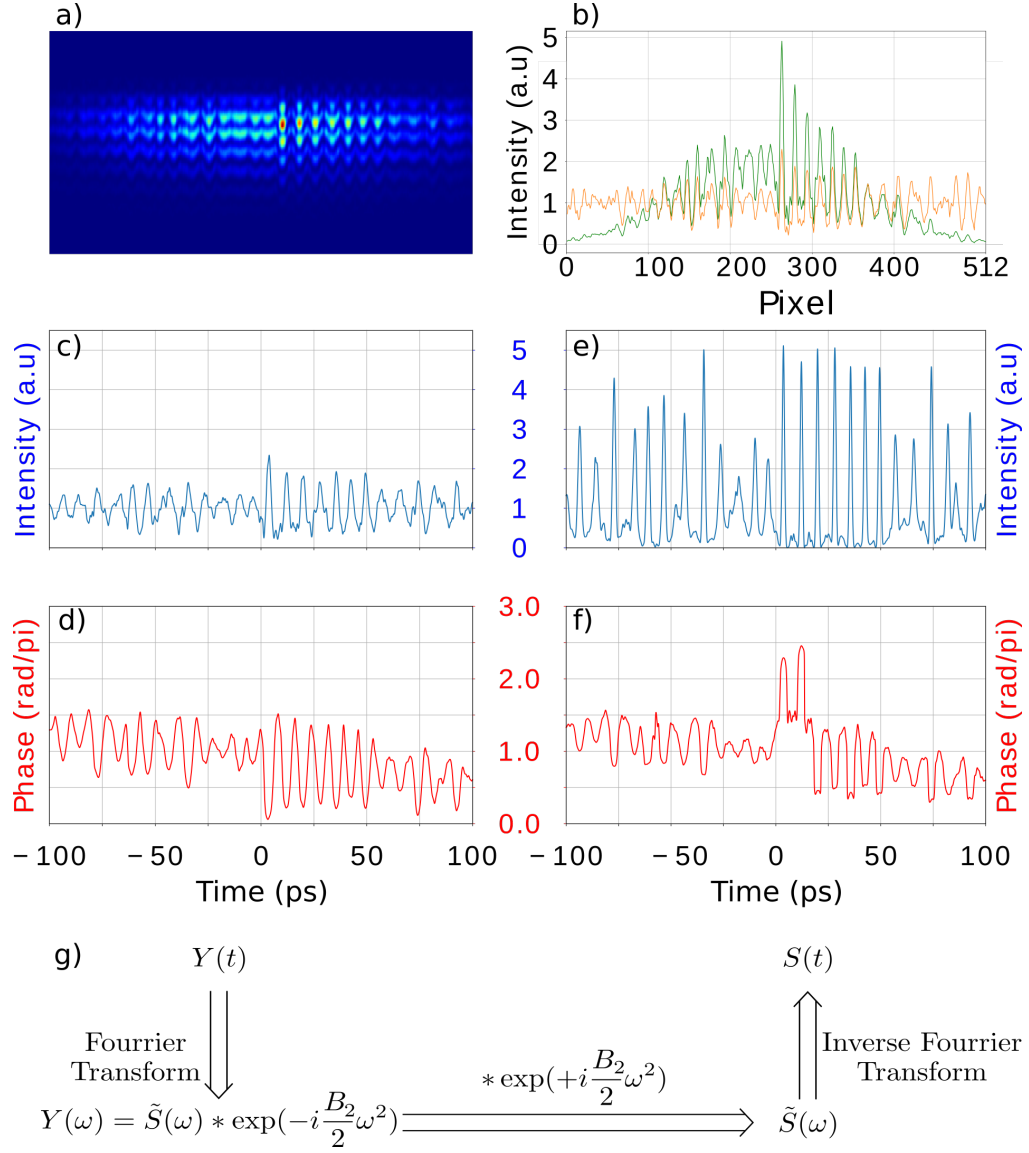 a)
b)
Intensity (a.u)
5
4
3
2
1
0
0 100 200 300 400 512
Pixel
c)
Intensity (a.u)
5
4
3
2
1
0
e)
Intensity (a.u)
d)
Phase (rad/pi)
3.0
2.0
1.0
0.0
f)
Phase (rad/pi)
−100 −50 0 50 100
Time (ps)
−100 −50 0 50 100
Time (ps)
g)
Y(t)
S(t)
Fourrier
Transform
∗ exp(+i B₂/2 ω²)
Inverse Fourrier
Transform
Y(ω) = S̃(ω) ∗ exp(−i B₂/2 ω²)
S̃(ω)